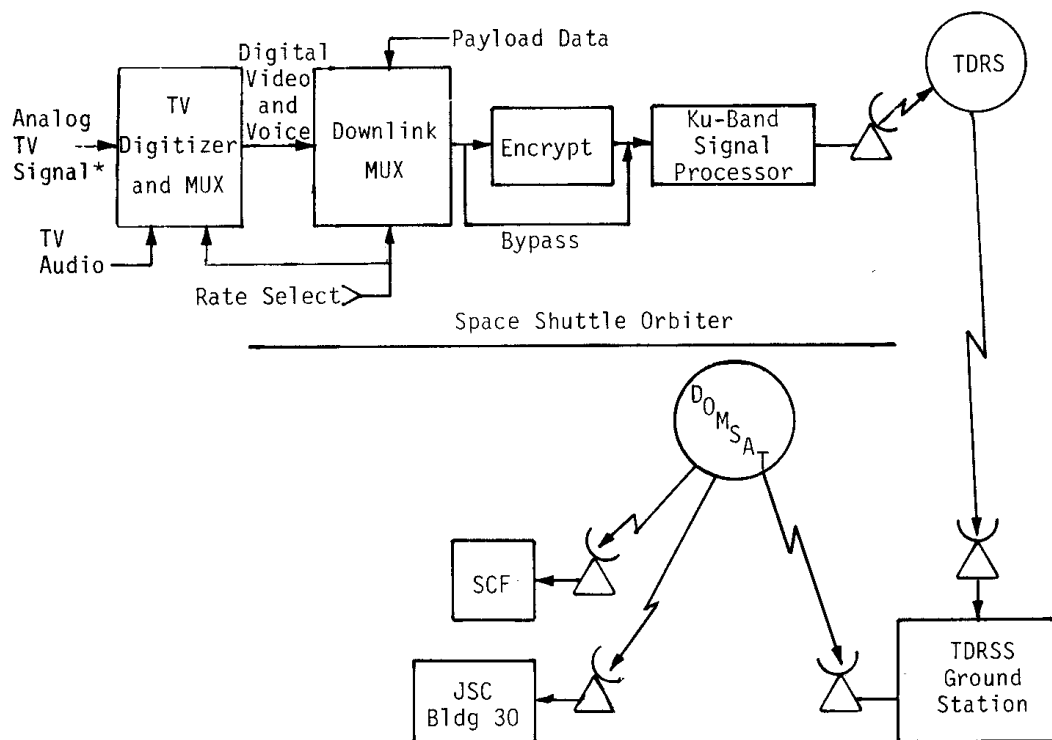 Payload Data
Digital
Video
and
Voice
TV
Digitizer
and MUX
Analog
TV
Signal*
Downlink
MUX
Encrypt
Ku-Band
Signal
Processor
TDRS
Bypass
TV
Audio
Rate Select
Space Shuttle Orbiter
DOMSAT
SCF
JSC
Bldg 30
TDRSS
Ground
Station